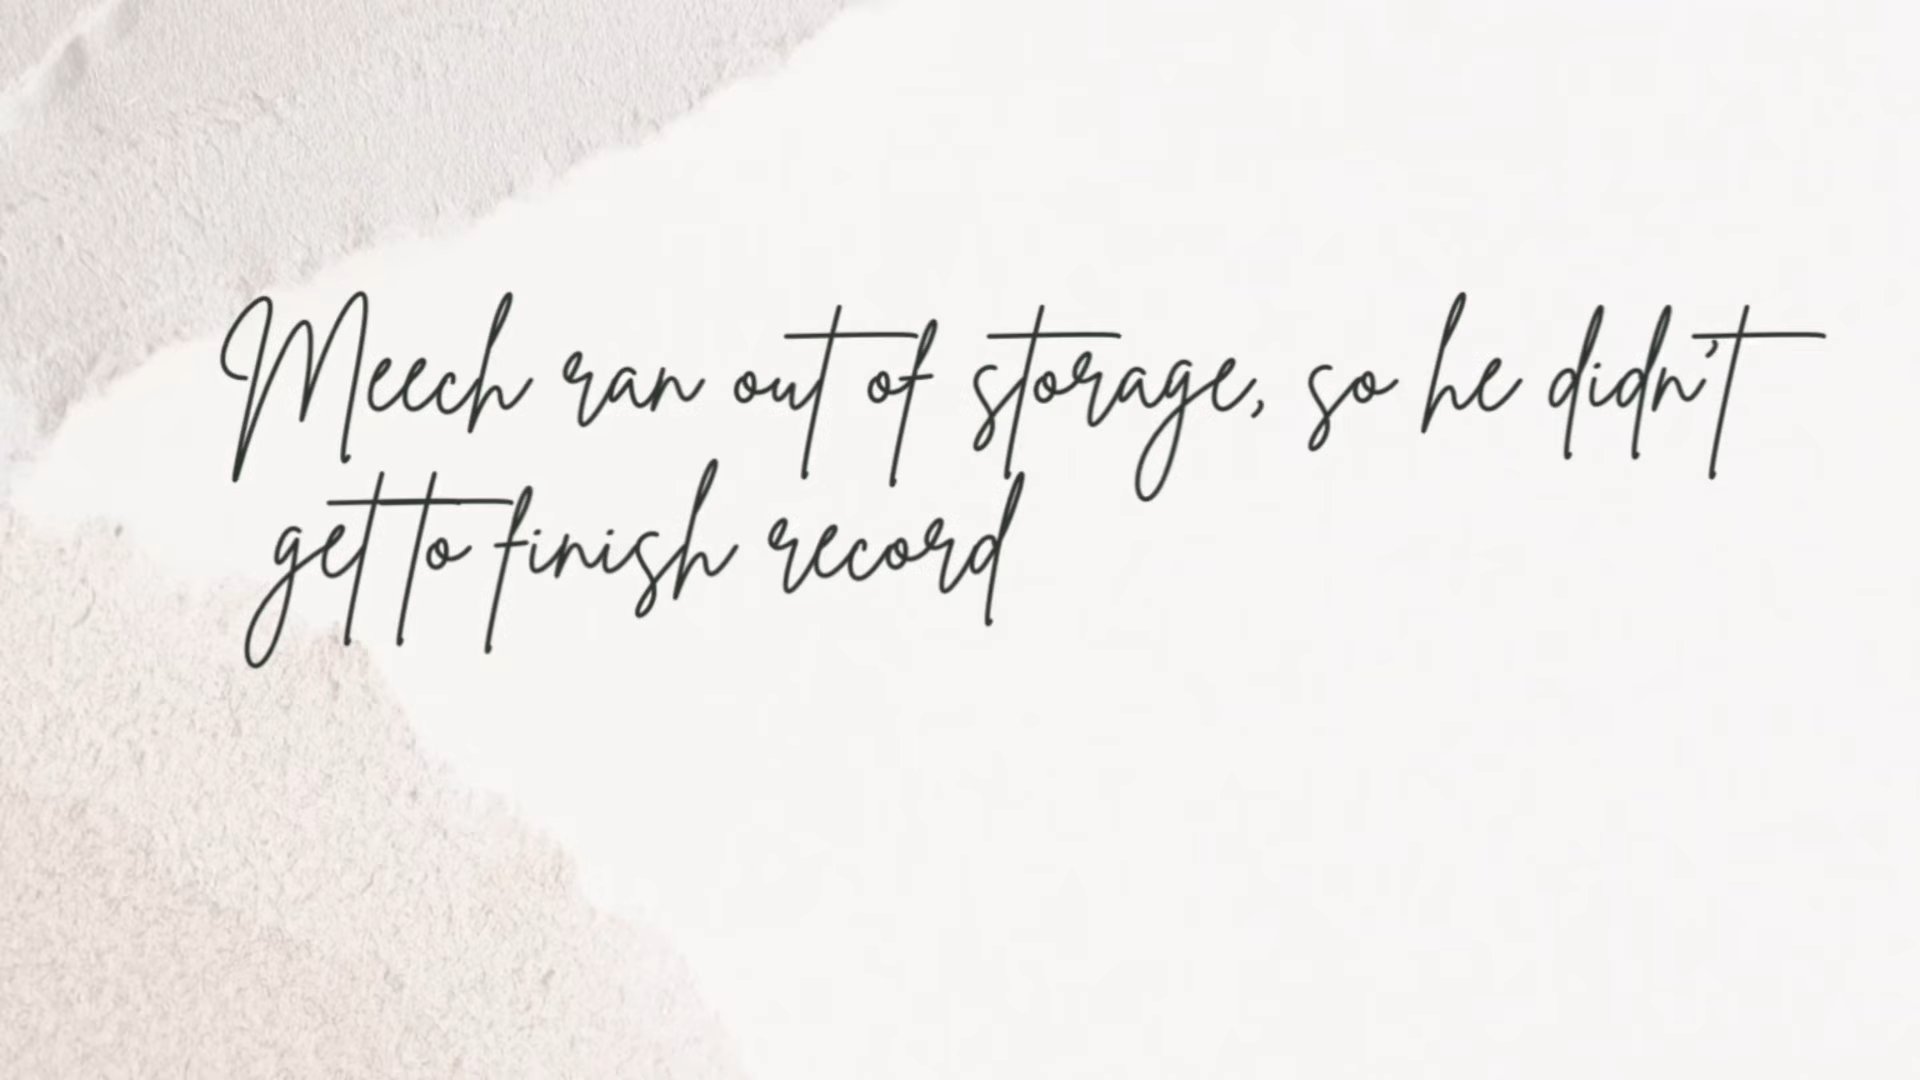 Meech ran out of storage, so he didn't
get to finish record